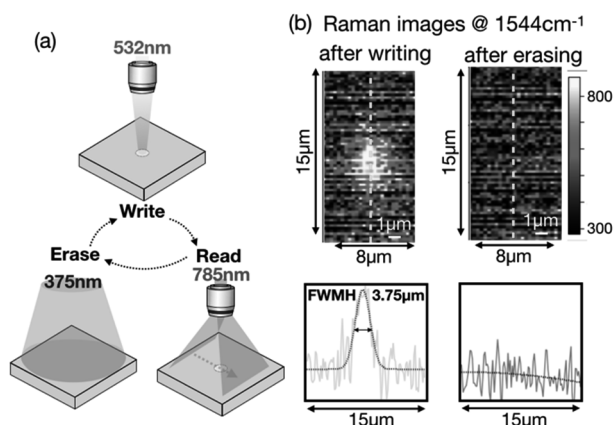 (a)
532nm
Write
Erase
375nm
Read
785nm
(b) Raman images @ 1544cm⁻¹
after writing
after erasing
15μm
1μm
8μm
15μm
1μm
8μm
800
300
FWMH 3.75μm
15μm
15μm